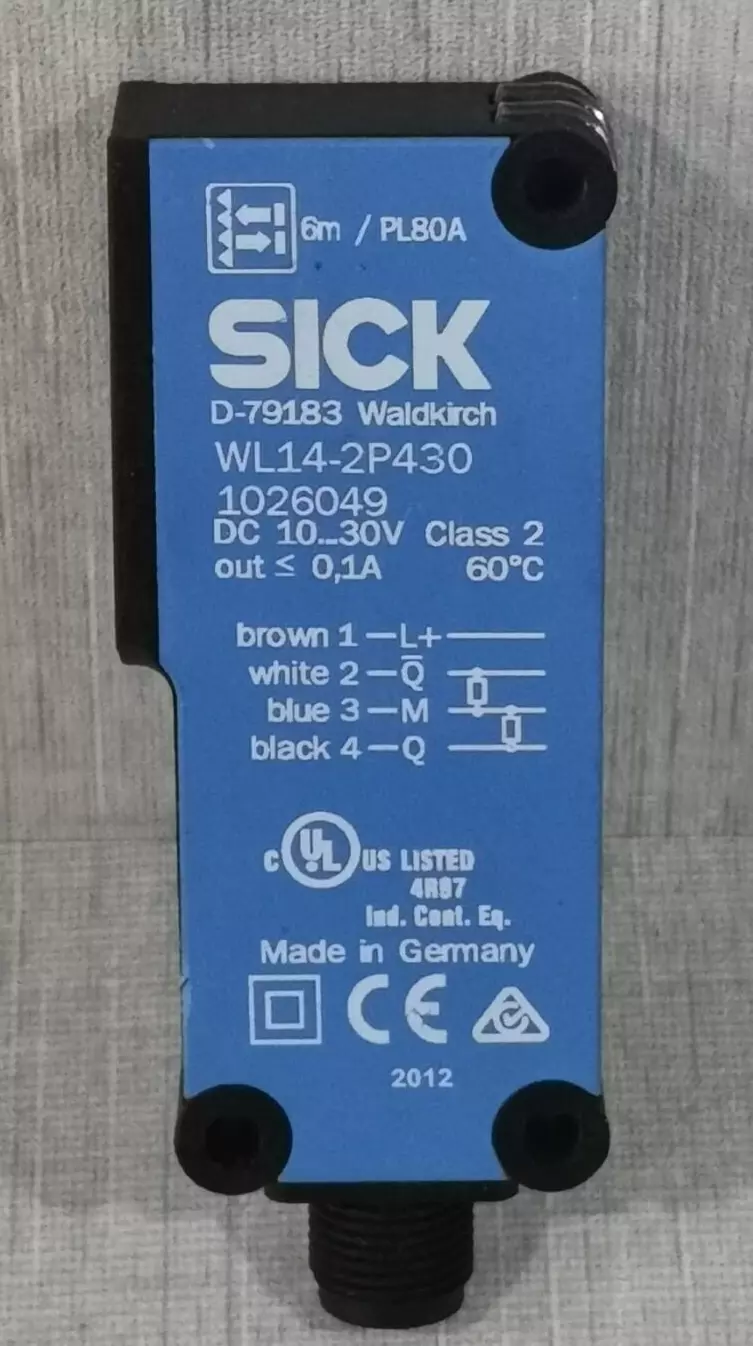 6m / PL80A
SICK
D-79183 Waldkirch
WL14-2P430
1026049
DC 10...30V Class 2
out ≤ 0,1A 60°C
brown 1 — L+
white 2 — Q̅
blue 3 — M
black 4 — Q
C UL US LISTED
4R97
Ind. Cont. Eq.
Made in Germany
CE
2012